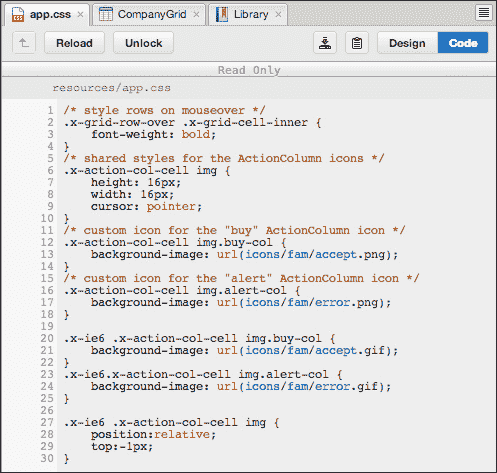 app.css × CompanyGrid × Library ×
Reload Unlock Design Code
Read Only
resources/app.css
1 /* style rows on mouseover */
2 .x-grid-row-over .x-grid-cell-inner {
3     font-weight: bold;
4 }
5 /* shared styles for the ActionColumn icons */
6 .x-action-col-cell img {
7     height: 16px;
8     width: 16px;
9     cursor: pointer;
10 }
11 /* custom icon for the "buy" ActionColumn icon */
12 .x-action-col-cell img.buy-col {
13     background-image: url(icons/fam/accept.png);
14 }
15 /* custom icon for the "alert" ActionColumn icon */
16 .x-action-col-cell img.alert-col {
17     background-image: url(icons/fam/error.png);
18 }
19
20 .x-ie6 .x-action-col-cell img.buy-col {
21     background-image: url(icons/fam/accept.gif);
22 }
23 .x-ie6.x-action-col-cell img.alert-col {
24     background-image: url(icons/fam/error.gif);
25 }
26
27 .x-ie6 .x-action-col-cell img {
28     position:relative;
29     top:-1px;
30 }